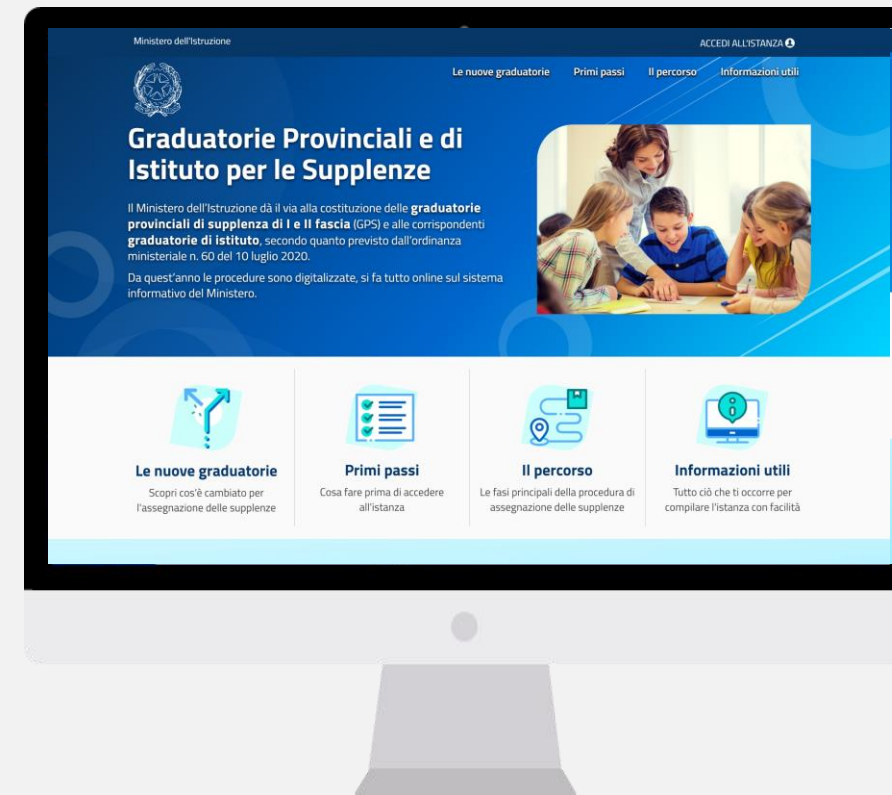 Ministero dell'Istruzione
ACCEDI ALL'ISTANZA
Le nuove graduatorie Primi passi Il percorso Informazioni utili
Graduatorie Provinciali e di
Istituto per le Supplenze
Il Ministero dell'Istruzione dà il via alla costituzione delle graduatorie
provinciali di supplenza di I e II fascia (GPS) e alle corrispondenti
graduatorie di istituto, secondo quanto previsto dall'ordinanza
ministeriale n. 60 del 10 luglio 2020.
Da quest'anno le procedure sono digitalizzate, si fa tutto online sul sistema
informativo del Ministero.
Le nuove graduatorie
Scopri cos'è cambiato per
l'assegnazione delle supplenze
Primi passi
Cosa fare prima di accedere
all'istanza
Il percorso
Le fasi principali della procedura di
assegnazione delle supplenze
Informazioni utili
Tutto ciò che ti occorre per
compilare l'istanza con facilità